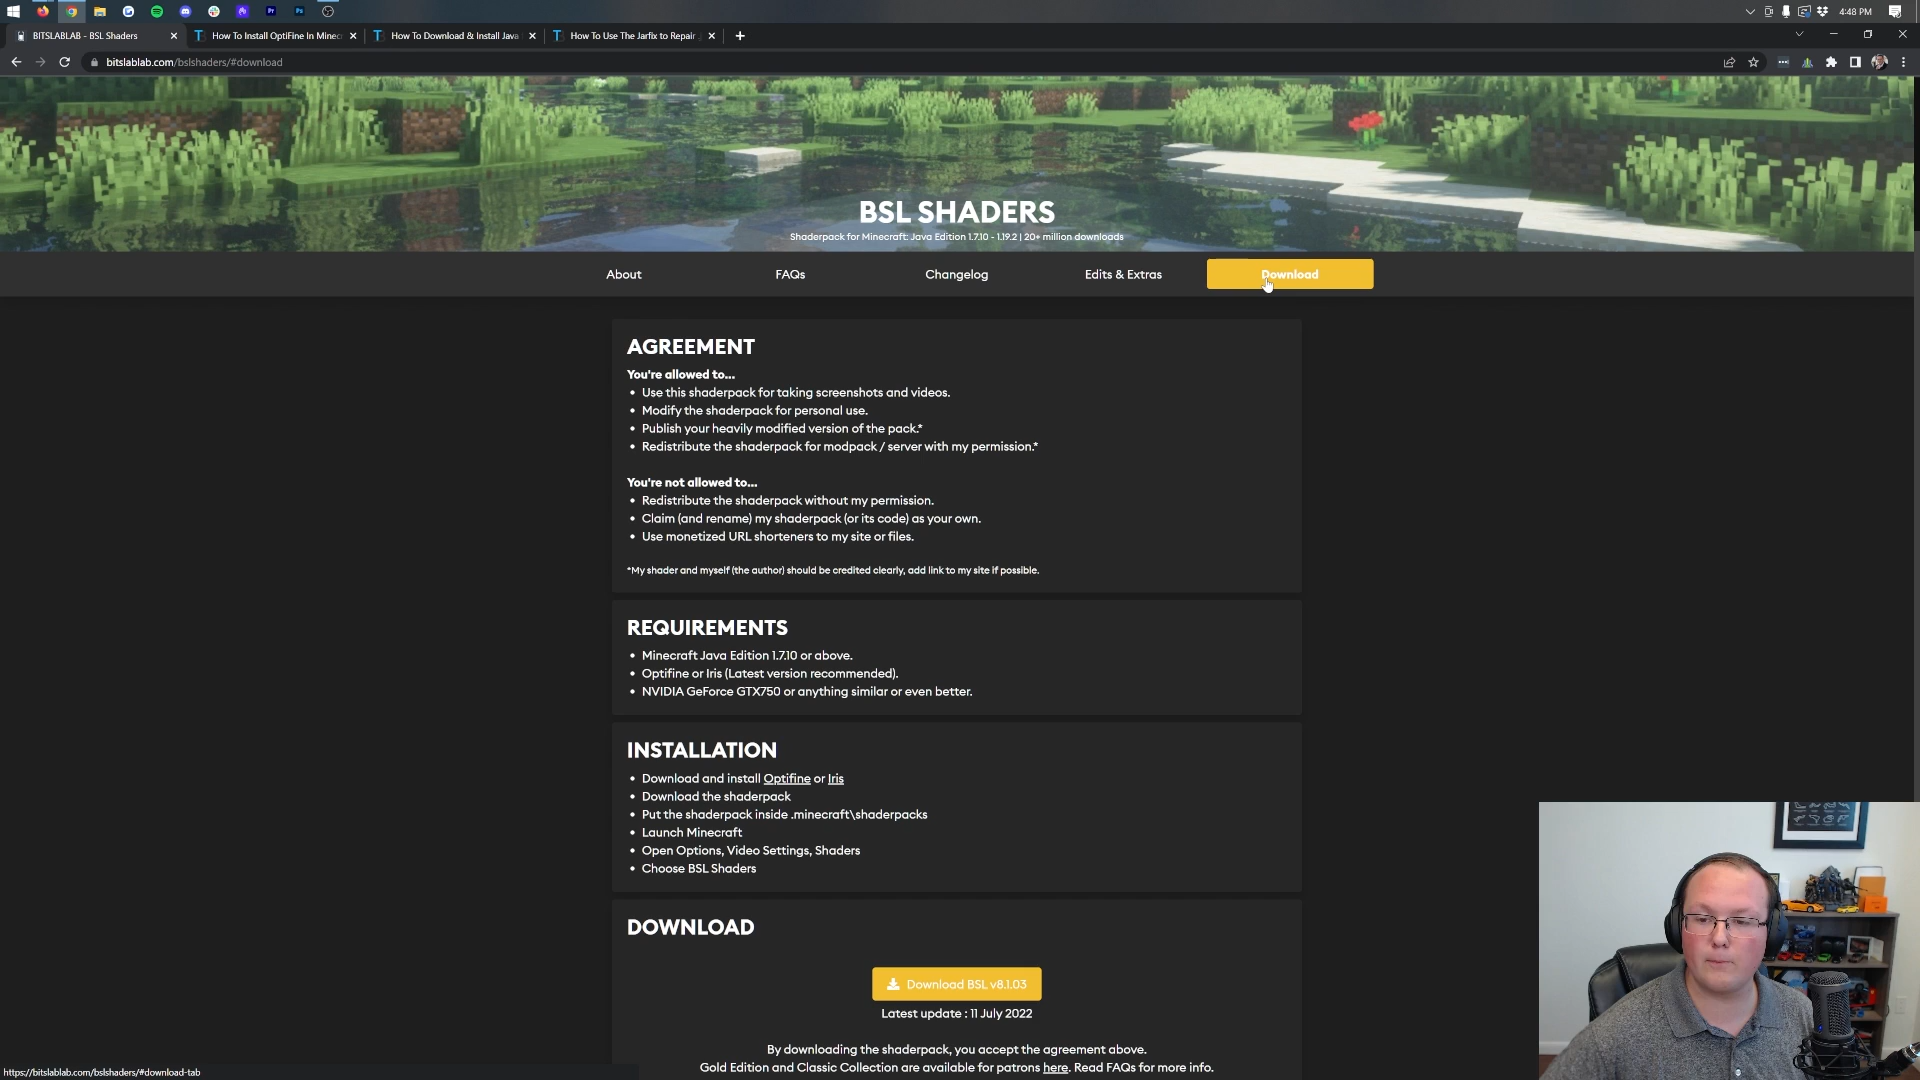 4:48 PM
BITSLABLAB - BSL Shaders
How To Install OptiFine In Minec
How To Download & Install Java
How To Use The Jarfix to Repair
bitslablab.com/bslshaders/#download
BSL SHADERS
Shaderpack for Minecraft: Java Edition 1.7.10 - 1.19.2 | 20+ million downloads
About
FAQs
Changelog
Edits & Extras
Download
AGREEMENT
You're allowed to...
• Use this shaderpack for taking screenshots and videos.
• Modify the shaderpack for personal use.
• Publish your heavily modified version of the pack.*
• Redistribute the shaderpack for modpack / server with my permission.*
You're not allowed to...
• Redistribute the shaderpack without my permission.
• Claim (and rename) my shaderpack (or its code) as your own.
• Use monetized URL shorteners to my site or files.
*My shader and myself (the author) should be credited clearly, add link to my site if possible.
REQUIREMENTS
• Minecraft Java Edition 1.7.10 or above.
• Optifine or Iris (Latest version recommended).
• NVIDIA GeForce GTX750 or anything similar or even better.
INSTALLATION
• Download and install Optifine or Iris
• Download the shaderpack
• Put the shaderpack inside .minecraft\shaderpacks
• Launch Minecraft
• Open Options, Video Settings, Shaders
• Choose BSL Shaders
DOWNLOAD
Download BSL v8.1.03
Latest update : 11 July 2022
By downloading the shaderpack, you accept the agreement above.
Gold Edition and Classic Collection are available for patrons here. Read FAQs for more info.
https://bitslablab.com/bslshaders/#download-tab